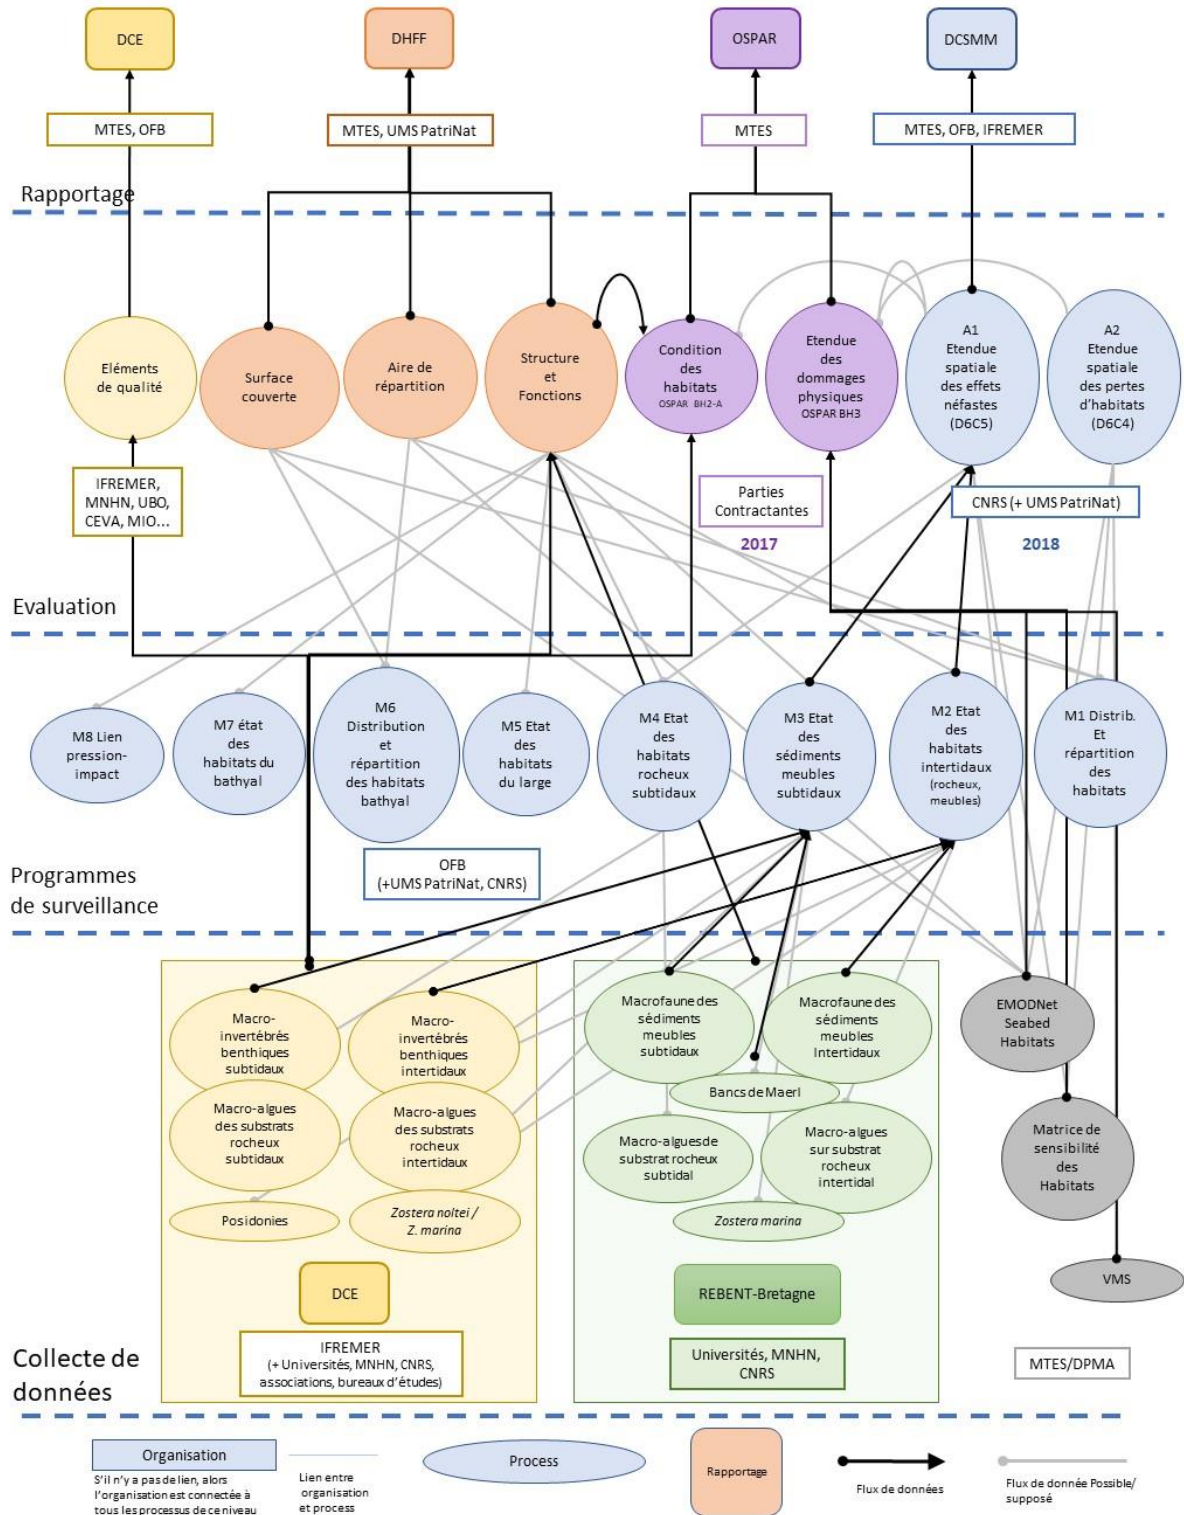 DCE
DHFF
OSPAR
DCSMM
MTES, OFB
MTES, UMS PatriNat
MTES
MTES, OFB, IFREMER
Rapportage
Eléments
de qualité
Surface
couverte
Aire de
répartition
Structure
et
Fonctions
Condition
des
habitats
OSPAR BH2-A
Etendue
des
dommages
physiques
OSPAR BH3
A1
Etendue
spatiale
des effets
néfastes
(D6C5)
A2
Etendue
spatiale
des pertes
d'habitats
(D6C4)
IFREMER,
MNHN, UBO,
CEVA, MIO...
Parties
Contractantes
2017
CNRS (+ UMS PatriNat)
2018
Evaluation
M8 Lien
pression-
impact
M7 état
des
habitats du
bathyal
M6
Distribution
et
répartition
des habitats
bathyal
M5 Etat
des
habitats
du large
M4 Etat
des
habitats
rocheux
subtidaux
M3 Etat
des
sédiments
meubles
subtidaux
M2 Etat
des
habitats
intertidaux
(rocheux,
meubles)
M1 Distrib.
Et
répartition
des
habitats
OFB
(+UMS PatriNat, CNRS)
Programmes
de surveillance
Macro-
invertébrés
benthiques
subtidaux
Macro-
invertébrés
benthiques
intertidaux
Macro-algues
des substrats
rocheux
subtidaux
Macro-algues
des substrats
rocheux
intertidaux
Posidonies
Zostera noltei /
Z. marina
DCE
IFREMER
(+ Universités, MNHN, CNRS,
associations, bureaux d'études)
Macrofaune des
sédiments
meubles
subtidaux
Macrofaune des
sédiments
meubles
Intertidaux
Bancs de Maerl
Macro-algues de
substrat rocheux
subtidal
Macro-algues
sur substrat
rocheux
intertidal
Zostera marina
REBENT-Bretagne
Universités, MNHN,
CNRS
EMODNet
Seabed
Habitats
Matrice de
sensibilité
des
Habitats
VMS
MTES/DPMA
Collecte de
données
Organisation
S'il n'y a pas de lien, alors
l'organisation est connectée à
tous les processus de ce niveau
Lien entre
organisation
et process
Process
Rapportage
Flux de données
Flux de donnée Possible/
supposé